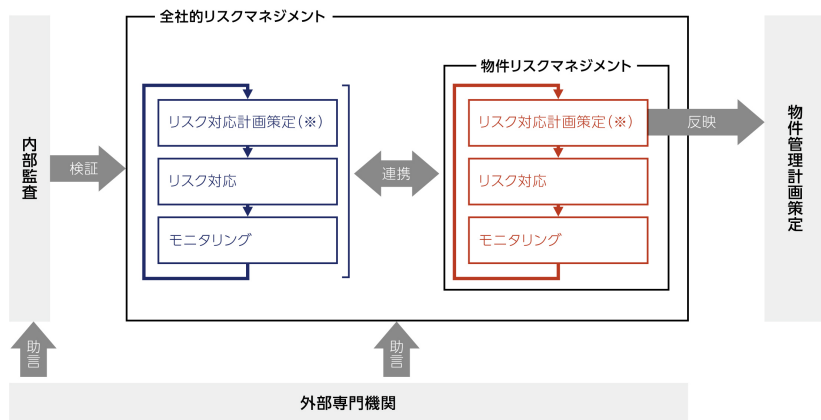 全社的リスクマネジメント
内部監査
検証
リスク対応計画策定(※)
リスク対応
モニタリング
連携
物件リスクマネジメント
リスク対応計画策定(※)
リスク対応
モニタリング
反映
物件管理計画策定
助言
助言
外部専門機関